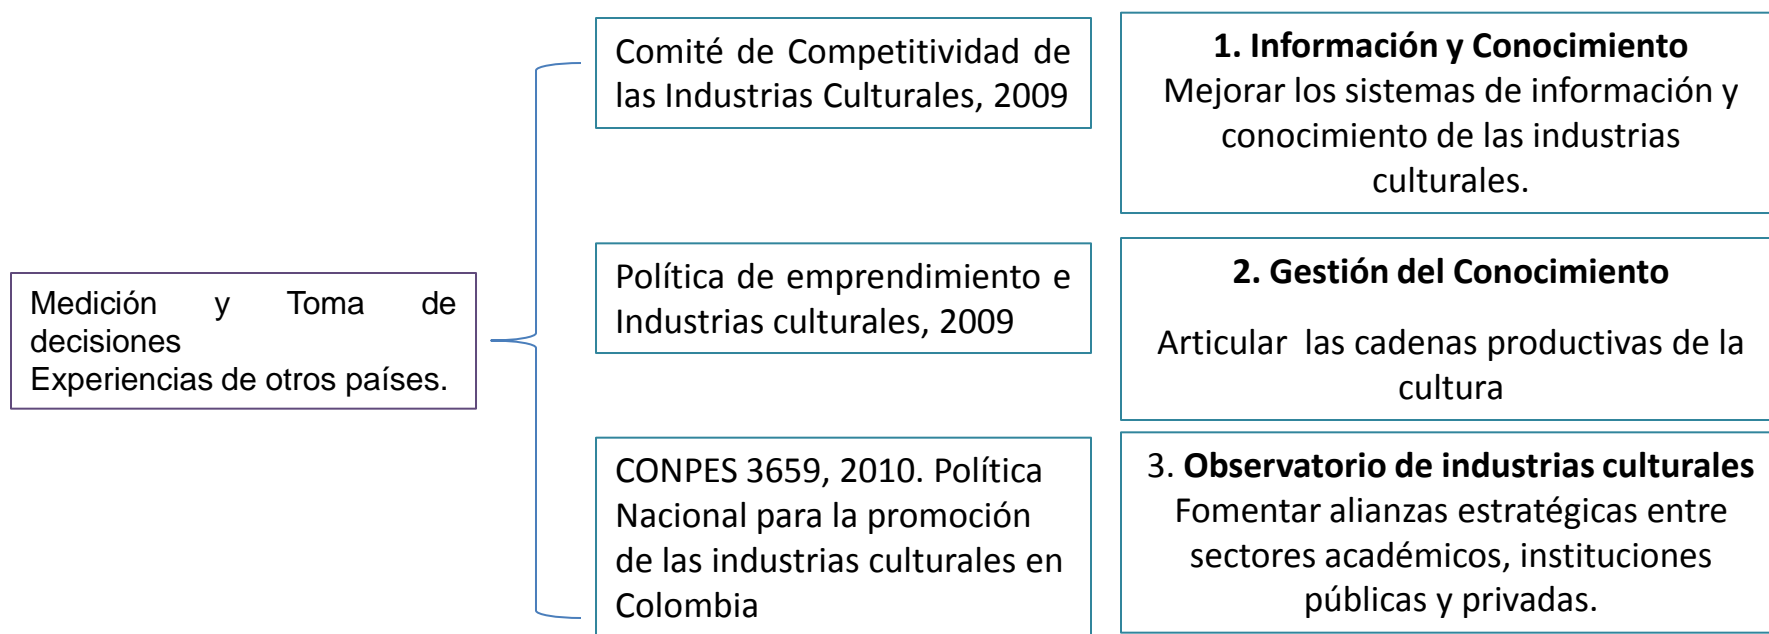 Medición y Toma de
decisiones
Experiencias de otros países.
Comité de Competitividad de
las Industrias Culturales, 2009
Política de emprendimiento e
Industrias culturales, 2009
CONPES 3659, 2010. Política
Nacional para la promoción
de las industrias culturales en
Colombia
1. Información y Conocimiento
Mejorar los sistemas de información y
conocimiento de las industrias
culturales.
2. Gestión del Conocimiento
Articular las cadenas productivas de la
cultura
3. Observatorio de industrias culturales
Fomentar alianzas estratégicas entre
sectores académicos, instituciones
públicas y privadas.